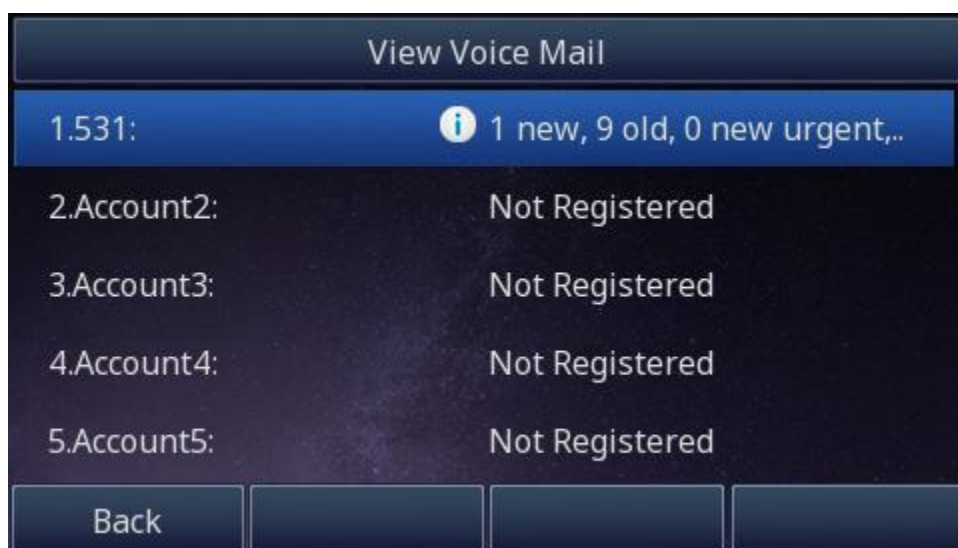 View Voice Mail
1.531: 1 new, 9 old, 0 new urgent,..
2.Account2: Not Registered
3.Account3: Not Registered
4.Account4: Not Registered
5.Account5: Not Registered
Back